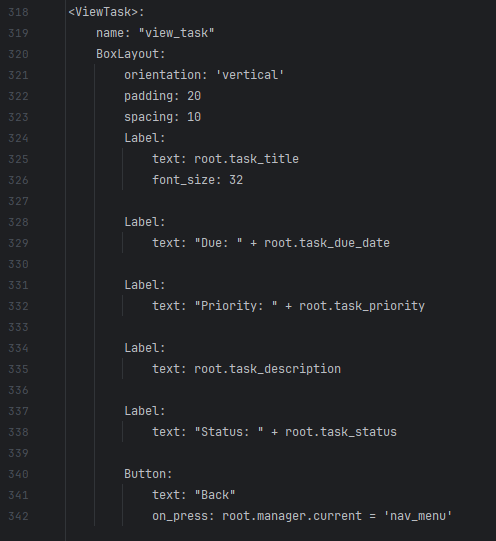 318 <ViewTask>:
319     name: "view_task"
320     BoxLayout:
321         orientation: 'vertical'
322         padding: 20
323         spacing: 10
324         Label:
325             text: root.task_title
326             font_size: 32
327
328         Label:
329             text: "Due: " + root.task_due_date
330
331         Label:
332             text: "Priority: " + root.task_priority
333
334         Label:
335             text: root.task_description
336
337         Label:
338             text: "Status: " + root.task_status
339
340         Button:
341             text: "Back"
342             on_press: root.manager.current = 'nav_menu'